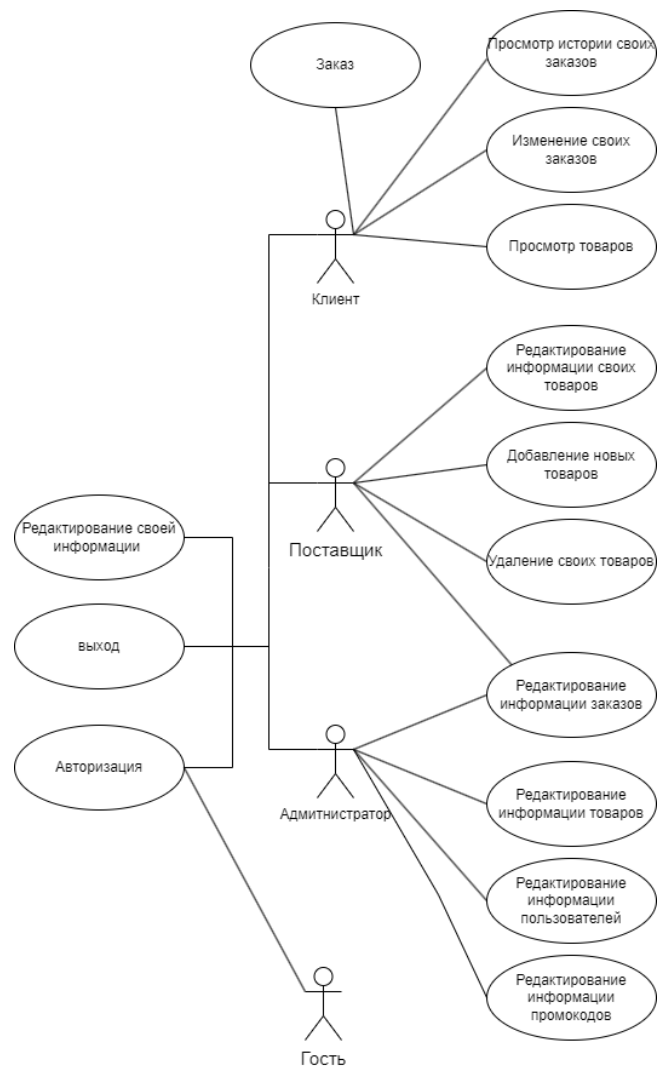 Заказ
Просмотр истории своих
заказов
Изменение своих
заказов
Просмотр товаров
Клиент
Редактирование
информации своих
товаров
Добавление новых
товаров
Поставщик
Удаление своих товаров
Редактирование своей
информации
выход
Авторизация
Редактирование
информации заказов
Адмитнистратор
Редактирование
информации товаров
Редактирование
информации
пользователей
Редактирование
информации
промокодов
Гость